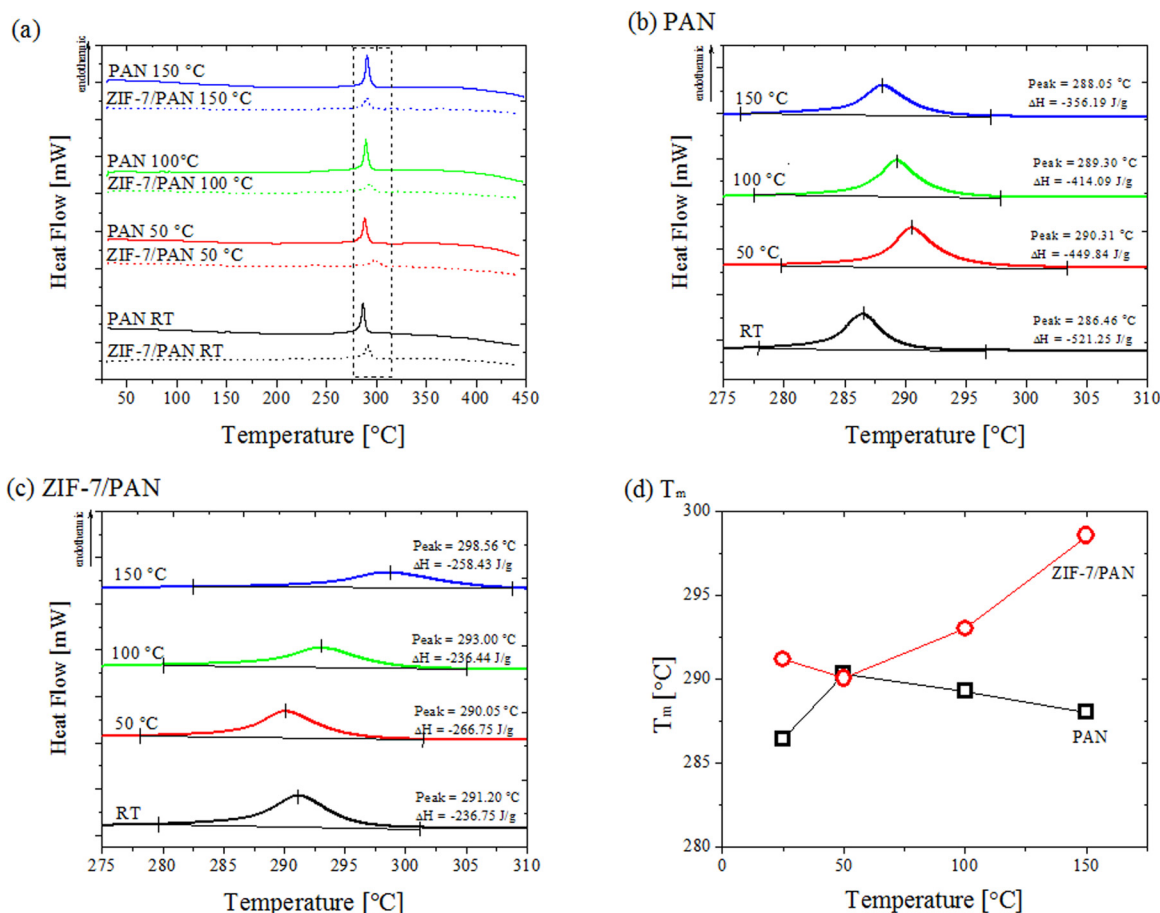 (a)
endothermic
Heat Flow [mW]
PAN 150 °C
ZIF-7/PAN 150 °C
PAN 100°C
ZIF-7/PAN 100 °C
PAN 50 °C
ZIF-7/PAN 50 °C
PAN RT
ZIF-7/PAN RT
50 100 150 200 250 300 350 400 450
Temperature [°C]
(b) PAN
endothermic
Heat Flow [mW]
150 °C
Peak = 288.05 °C
ΔH = -356.19 J/g
100 °C
Peak = 289.30 °C
ΔH = -414.09 J/g
50 °C
Peak = 290.31 °C
ΔH = -449.84 J/g
RT
Peak = 286.46 °C
ΔH = -521.25 J/g
275 280 285 290 295 300 305 310
Temperature [°C]
(c) ZIF-7/PAN
endothermic
Heat Flow [mW]
150 °C
Peak = 298.56 °C
ΔH = -258.43 J/g
100 °C
Peak = 293.00 °C
ΔH = -236.44 J/g
50 °C
Peak = 290.05 °C
ΔH = -266.75 J/g
RT
Peak = 291.20 °C
ΔH = -236.75 J/g
275 280 285 290 295 300 305 310
Temperature [°C]
(d) Tₘ
Tₘ [°C]
300
295
290
285
280
ZIF-7/PAN
PAN
0 50 100 150
Temperature [°C]